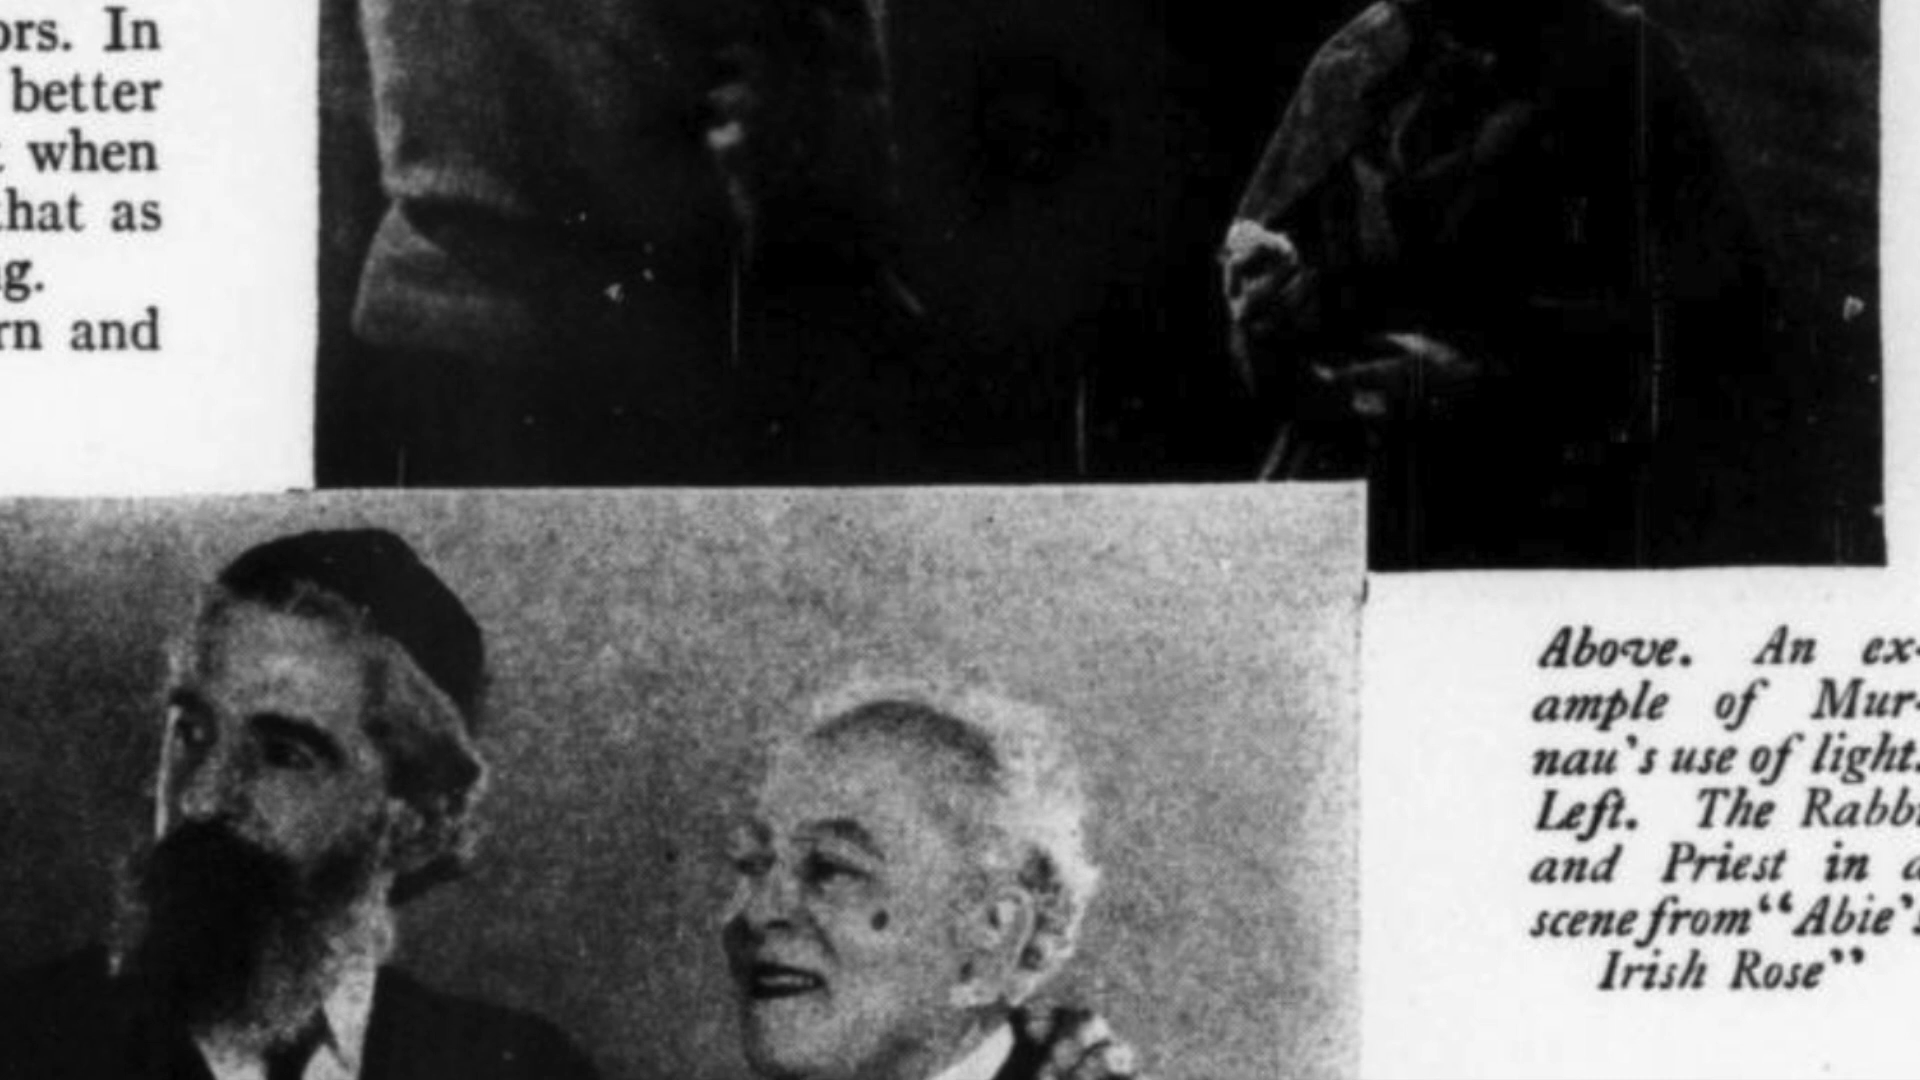 ors. In
better
when
that as
g.
rn and
Above. An ex-
ample of Mur-
nau's use of light.
Left. The Rabbi
and Priest in a
scene from "Abie's
Irish Rose"